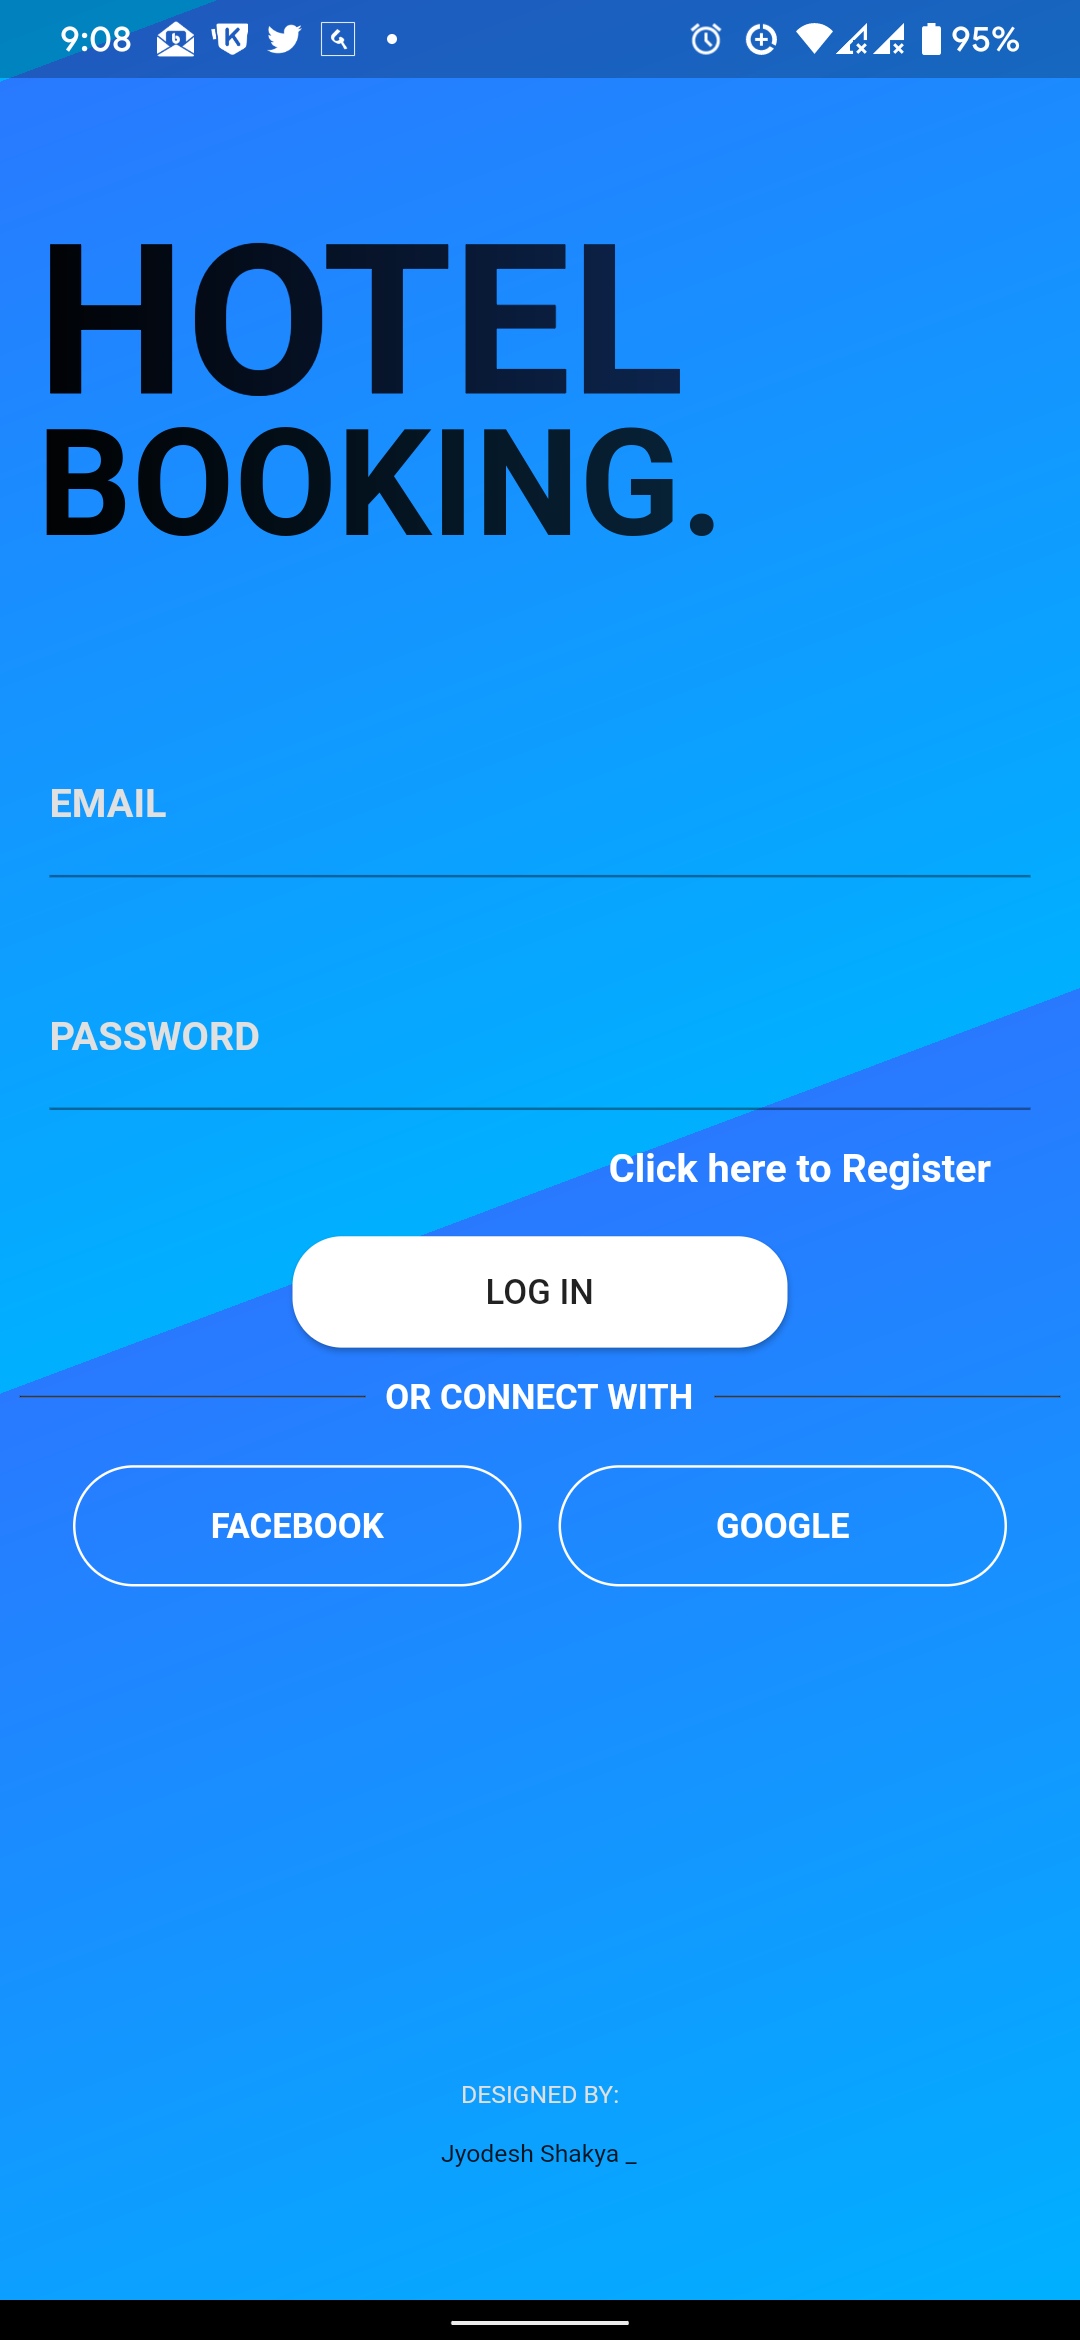 9:08
95%
HOTEL
BOOKING.
EMAIL
PASSWORD
Click here to Register
LOG IN
OR CONNECT WITH
FACEBOOK
GOOGLE
DESIGNED BY:
Jyodesh Shakya _